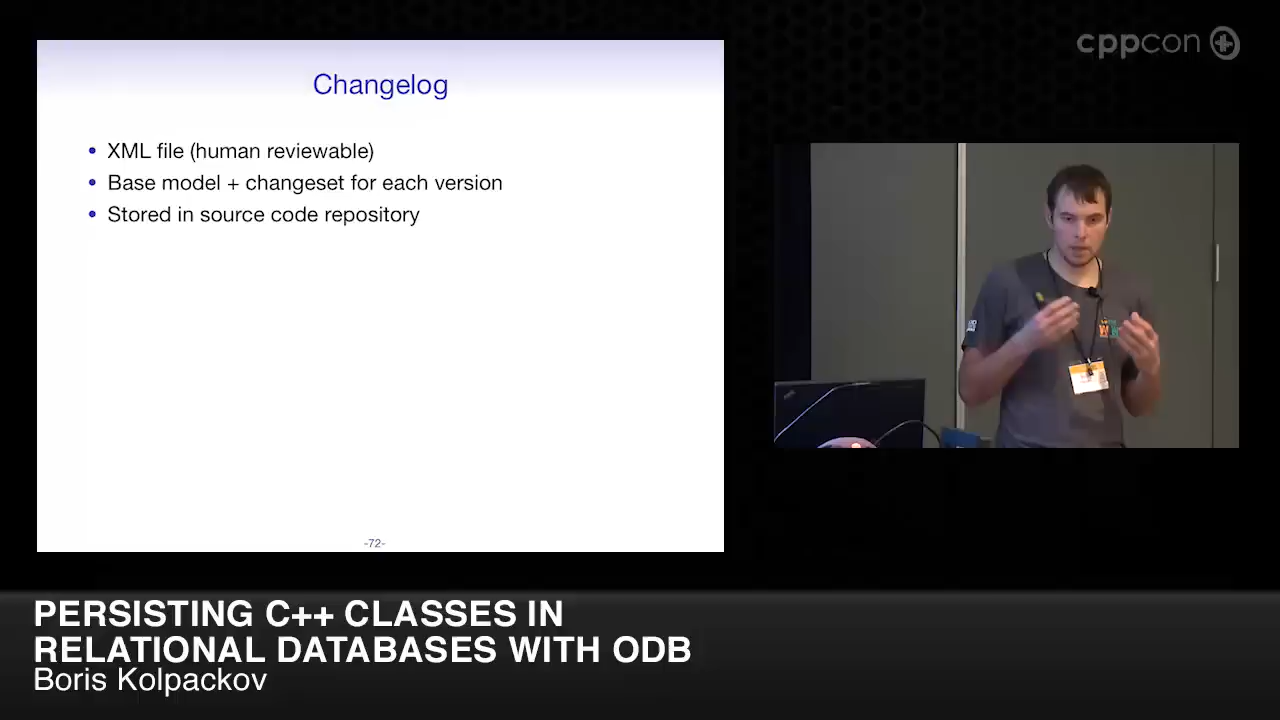 cppcon
Changelog
XML file (human reviewable)
Base model + changeset for each version
Stored in source code repository
-72-
PERSISTING C++ CLASSES IN
RELATIONAL DATABASES WITH ODB
Boris Kolpackov